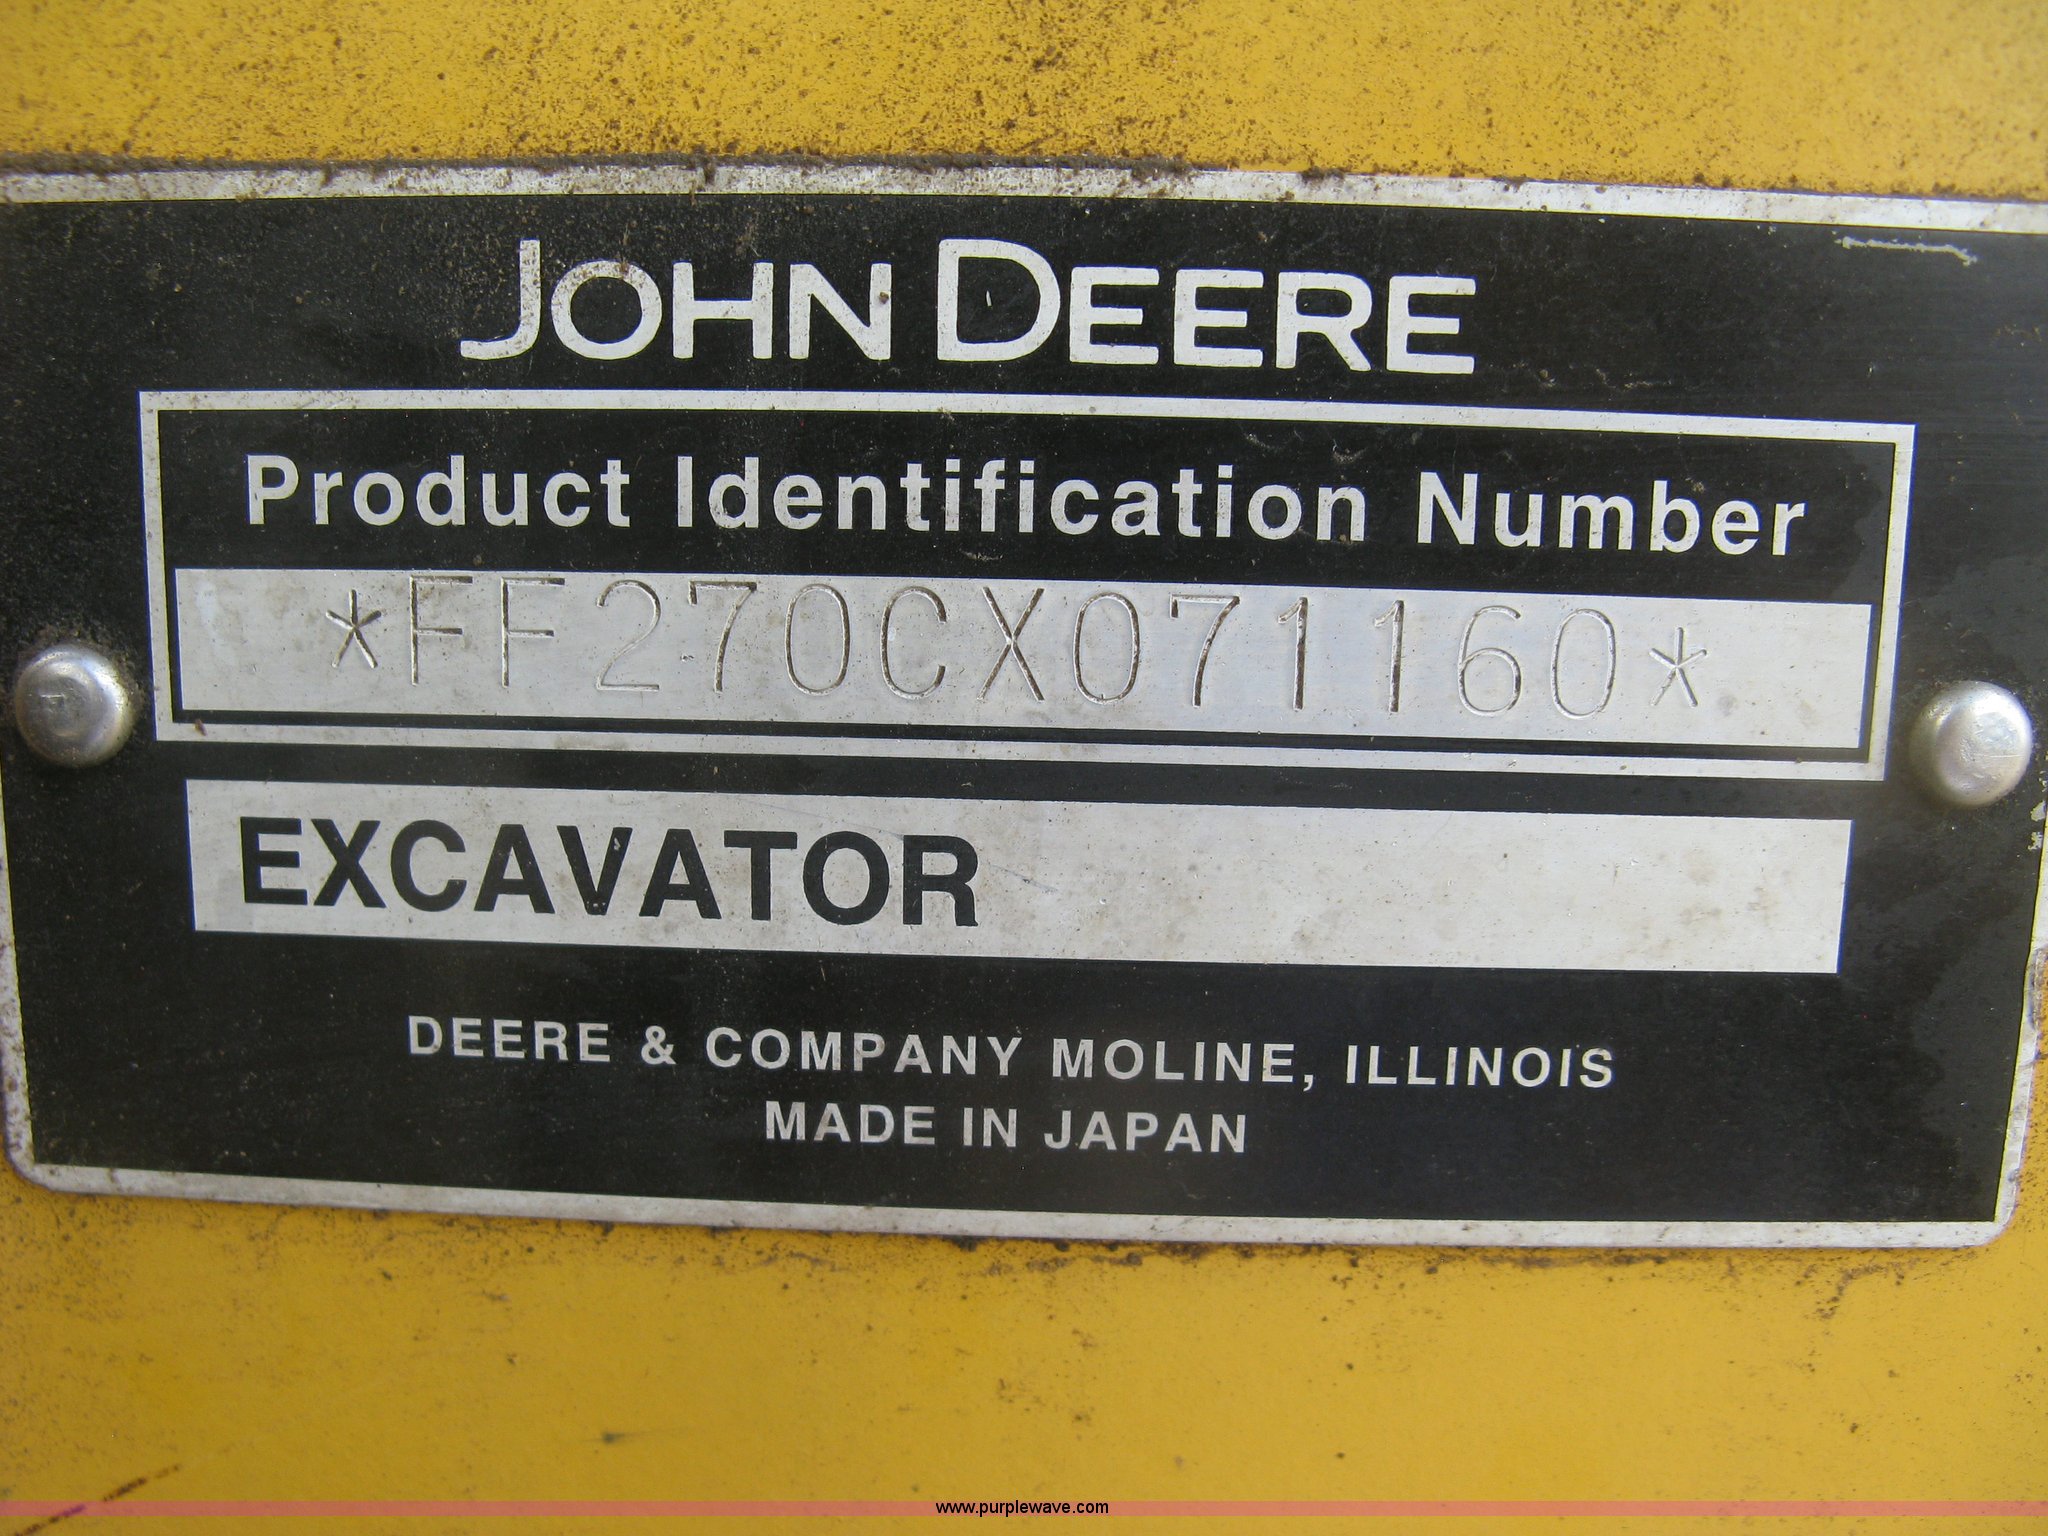 JOHN DEERE
Product Identification Number
*FF270CX071160*
EXCAVATOR
DEERE & COMPANY MOLINE, ILLINOIS
MADE IN JAPAN
www.purplewave.com